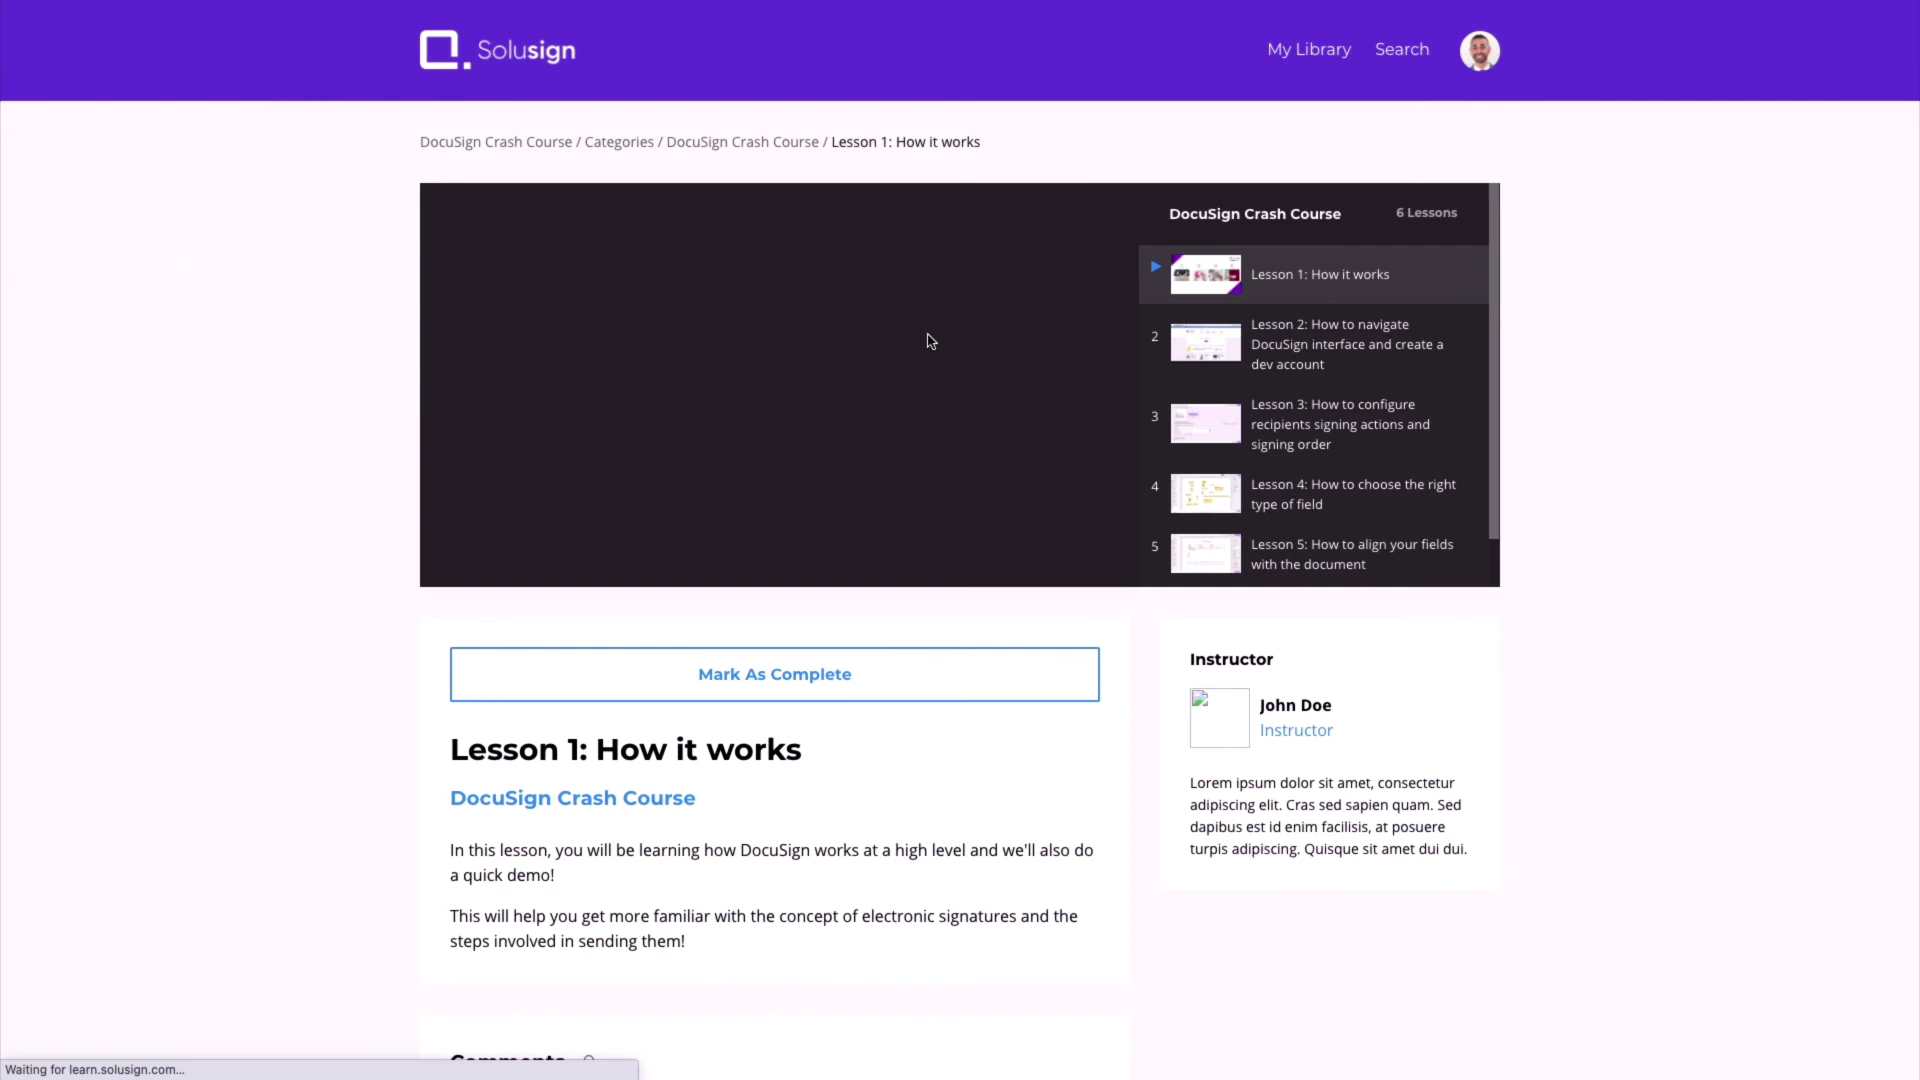 Solusign
My Library
Search
DocuSign Crash Course / Categories / DocuSign Crash Course / Lesson 1: How it works
DocuSign Crash Course
6 Lessons
Lesson 1: How it works
2
Lesson 2: How to navigate
DocuSign interface and create a
dev account
3
Lesson 3: How to configure
recipients signing actions and
signing order
4
Lesson 4: How to choose the right
type of field
5
Lesson 5: How to align your fields
with the document
Mark As Complete
Lesson 1: How it works
DocuSign Crash Course
In this lesson, you will be learning how DocuSign works at a high level and we'll also do
a quick demo!
This will help you get more familiar with the concept of electronic signatures and the
steps involved in sending them!
Instructor
John Doe
Instructor
Lorem ipsum dolor sit amet, consectetur
adipiscing elit. Cras sed sapien quam. Sed
dapibus est id enim facilisis, at posuere
turpis adipiscing. Quisque sit amet dui dui.
Comments
Waiting for learn.solusign.com...